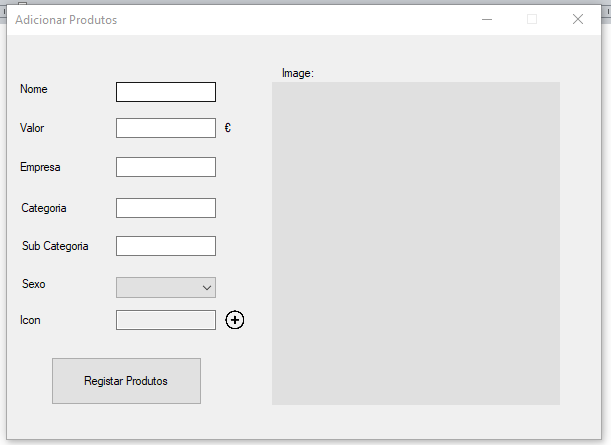 Adicionar Produtos
Image:
Nome
Valor €
Empresa
Categoria
Sub Categoria
Sexo
Icon
Registar Produtos